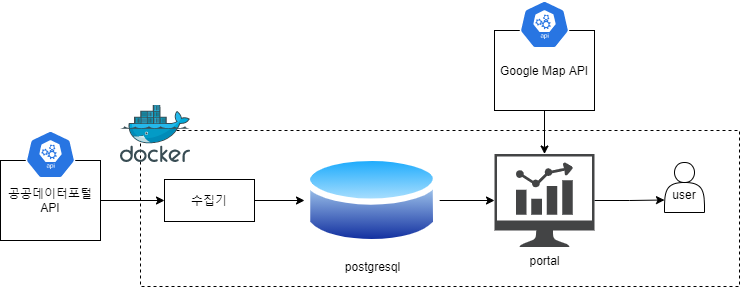 api
Google Map API
docker
api
공공데이터포털
API
수집기
user
postgresql
portal